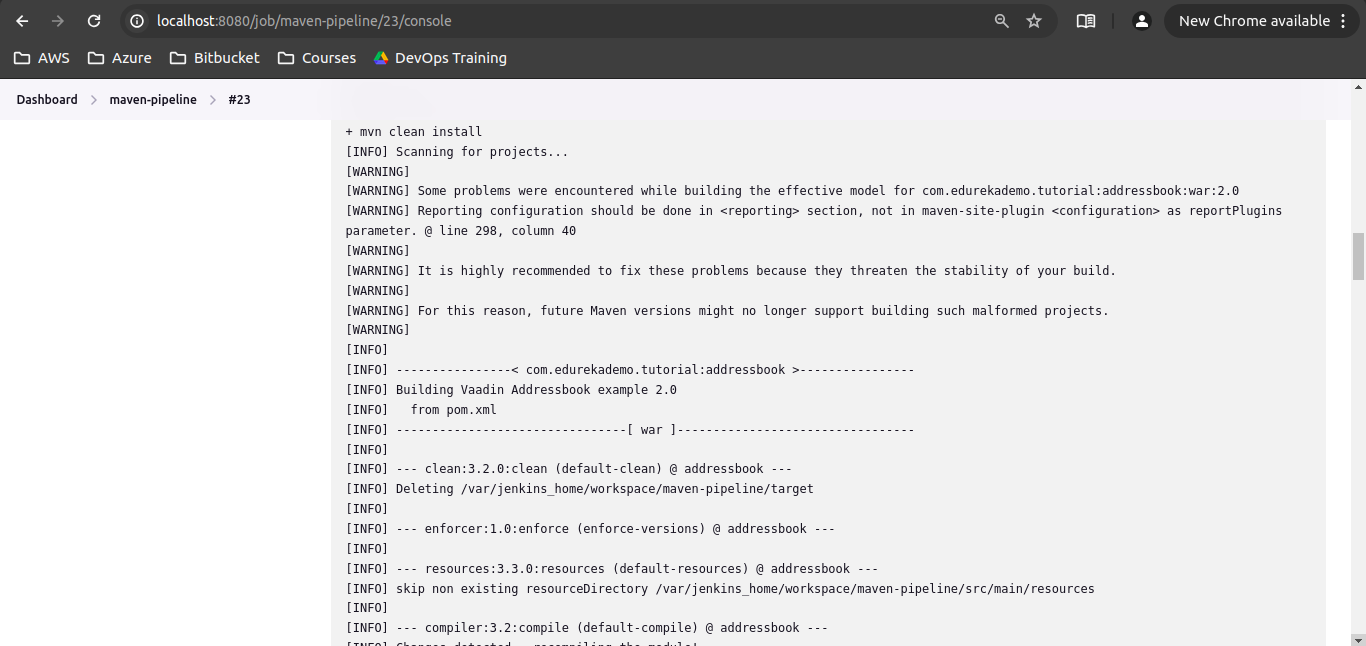 localhost:8080/job/maven-pipeline/23/console
New Chrome available
AWS Azure Bitbucket Courses DevOps Training
Dashboard maven-pipeline #23
+ mvn clean install
[INFO] Scanning for projects...
[WARNING]
[WARNING] Some problems were encountered while building the effective model for com.edurekademo.tutorial:addressbook:war:2.0
[WARNING] Reporting configuration should be done in <reporting> section, not in maven-site-plugin <configuration> as reportPlugins
parameter. @ line 298, column 40
[WARNING]
[WARNING] It is highly recommended to fix these problems because they threaten the stability of your build.
[WARNING]
[WARNING] For this reason, future Maven versions might no longer support building such malformed projects.
[WARNING]
[INFO]
[INFO] ----------------< com.edurekademo.tutorial:addressbook >----------------
[INFO] Building Vaadin Addressbook example 2.0
[INFO]   from pom.xml
[INFO] --------------------------------[ war ]---------------------------------
[INFO]
[INFO] --- clean:3.2.0:clean (default-clean) @ addressbook ---
[INFO] Deleting /var/jenkins_home/workspace/maven-pipeline/target
[INFO]
[INFO] --- enforcer:1.0:enforce (enforce-versions) @ addressbook ---
[INFO]
[INFO] --- resources:3.3.0:resources (default-resources) @ addressbook ---
[INFO] skip non existing resourceDirectory /var/jenkins_home/workspace/maven-pipeline/src/main/resources
[INFO]
[INFO] --- compiler:3.2:compile (default-compile) @ addressbook ---
[INFO] Changes detected - recompiling the module!